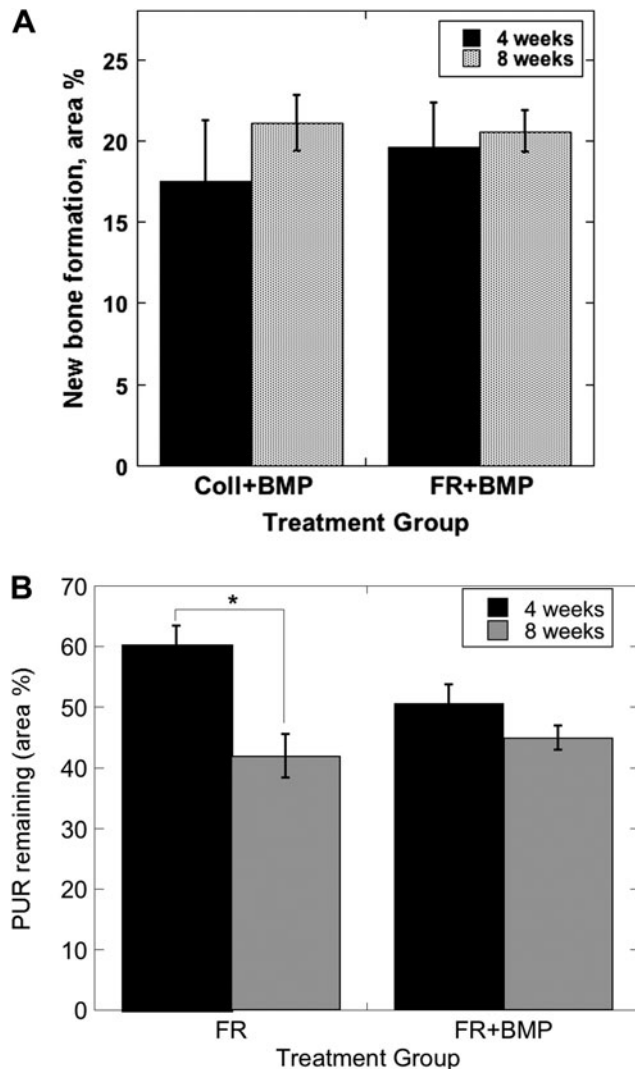 A
4 weeks
8 weeks
New bone formation, area %
25
20
15
10
5
0
Coll+BMP FR+BMP
Treatment Group
B
4 weeks
8 weeks
*
PUR remaining (area %)
70
60
50
40
30
20
10
0
FR FR+BMP
Treatment Group